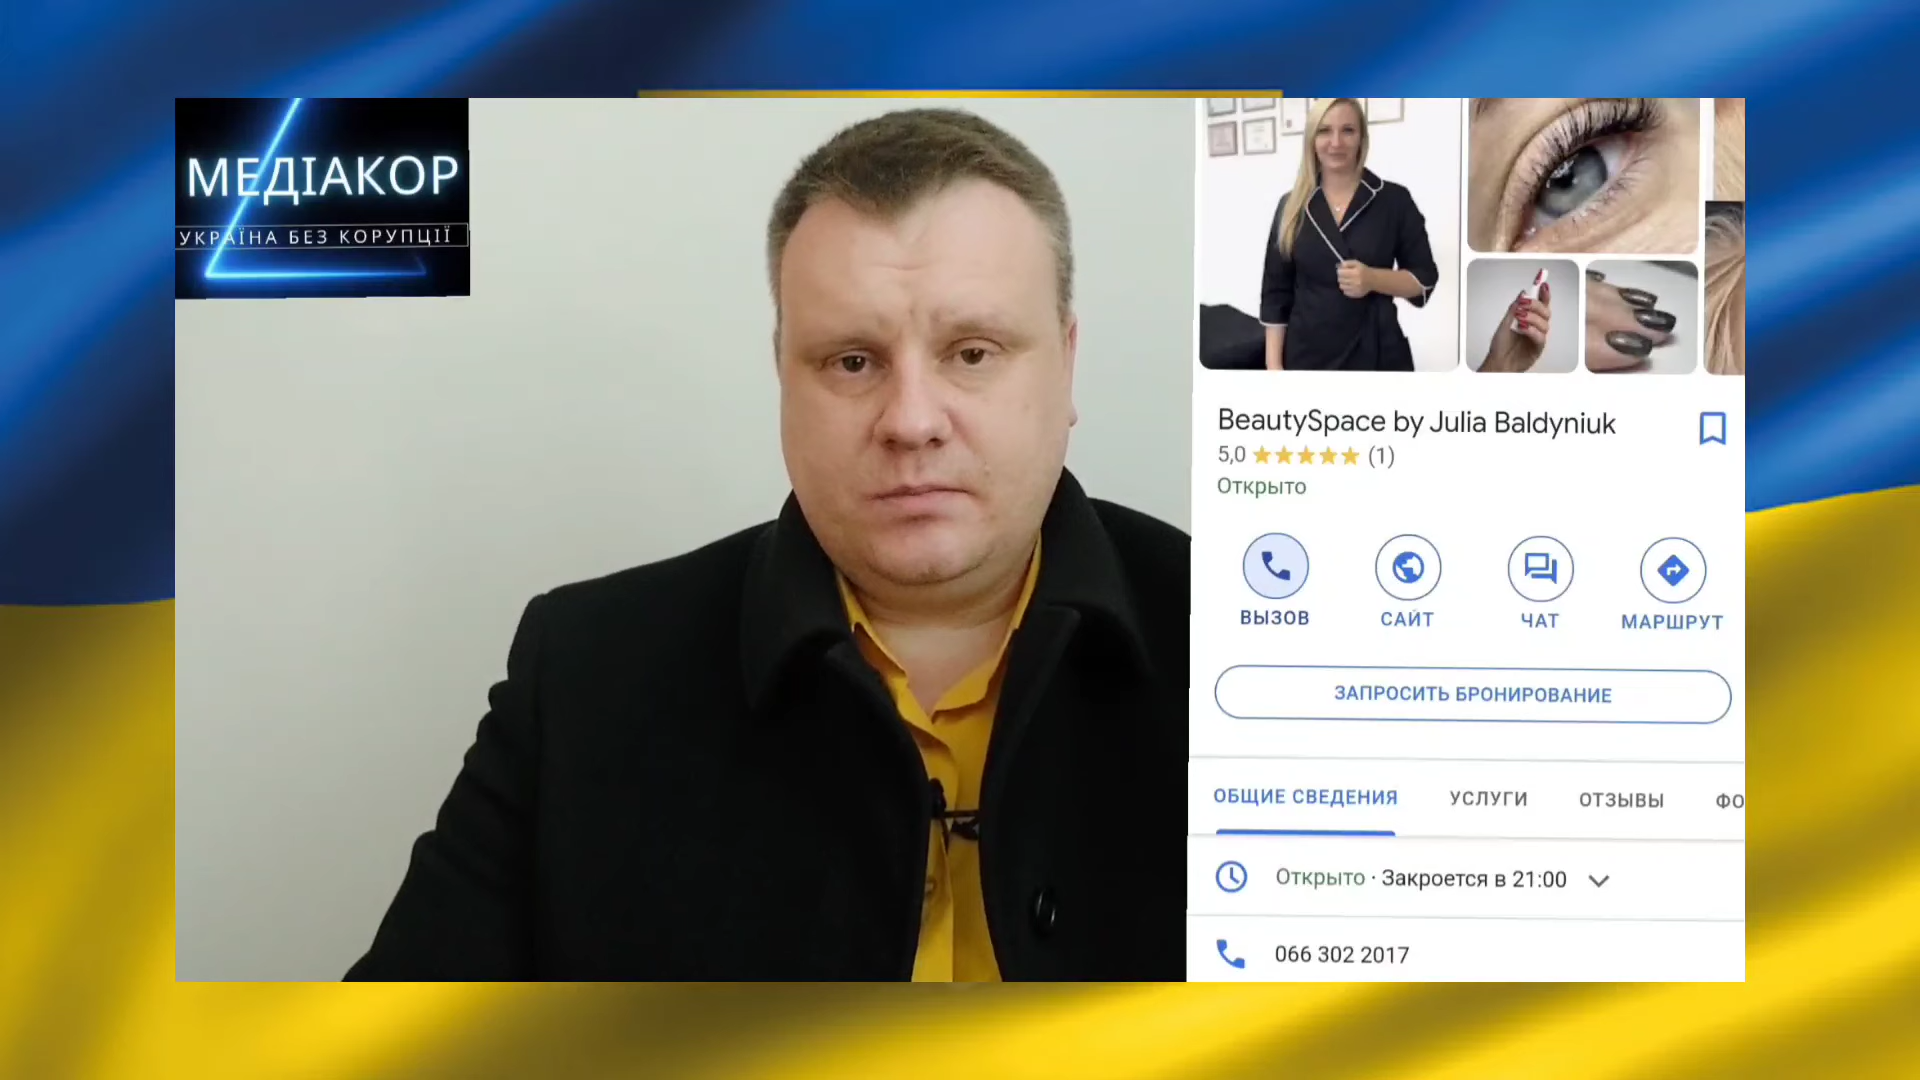 МЕДІАКОР
УКРАЇНА БЕЗ КОРУПЦІЇ
BeautySpace by Julia Baldyniuk
5,0 (1)
Открыто
ВЫЗОВ
САЙТ
ЧАТ
МАРШРУТ
ЗАПРОСИТЬ БРОНИРОВАНИЕ
ОБЩИЕ СВЕДЕНИЯ
УСЛУГИ
ОТЗЫВЫ
ФО
Открыто · Закроется в 21:00
066 302 2017